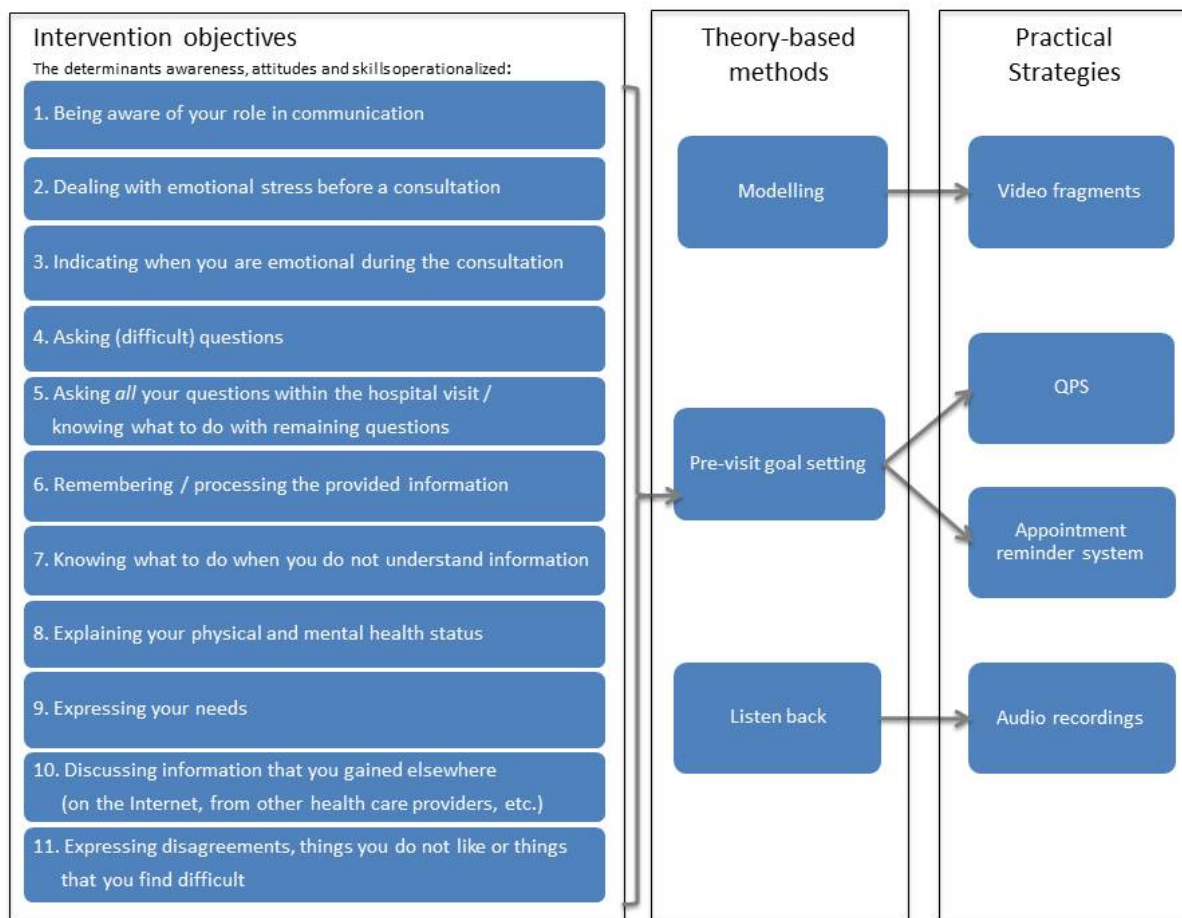 Intervention objectives
The determinants awareness, attitudes and skills operationalized:
1. Being aware of your role in communication
2. Dealing with emotional stress before a consultation
3. Indicating when you are emotional during the consultation
4. Asking (difficult) questions
5. Asking all your questions within the hospital visit /
knowing what to do with remaining questions
6. Remembering / processing the provided information
7. Knowing what to do when you do not understand information
8. Explaining your physical and mental health status
9. Expressing your needs
10. Discussing information that you gained elsewhere
(on the Internet, from other health care providers, etc.)
11. Expressing disagreements, things you do not like or things
that you find difficult
Theory-based
methods
Modelling
Pre-visit goal setting
Listen back
Practical
Strategies
Video fragments
QPS
Appointment
reminder system
Audio recordings